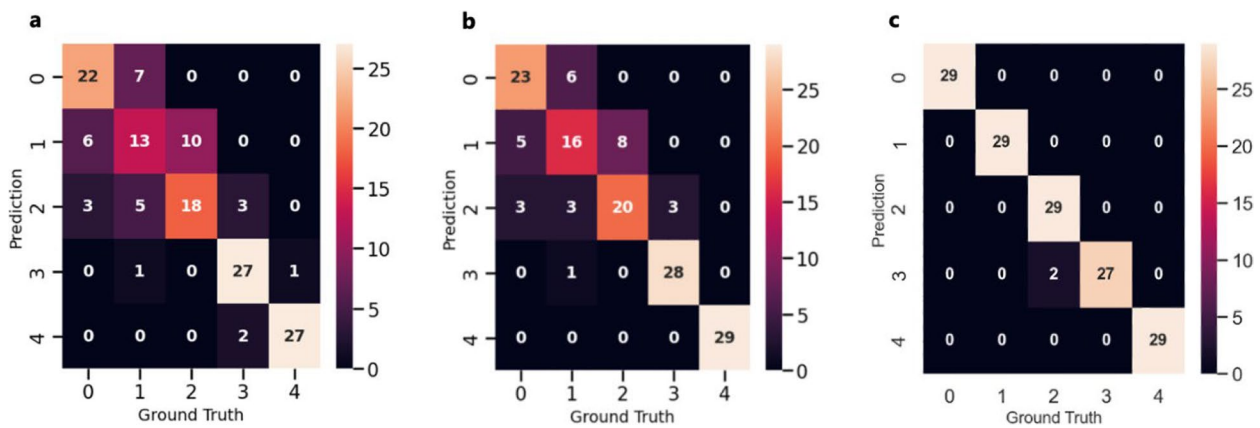 a
0 22 7 0 0 0 25
1 6 13 10 0 0 20
2 3 5 18 3 0 15
3 0 1 0 27 1 10
4 0 0 0 2 27 5
0
0 1 2 3 4
Prediction
Ground Truth
b
0 23 6 0 0 0 25
1 5 16 8 0 0 20
2 3 3 20 3 0 15
3 0 1 0 28 0 10
4 0 0 0 0 29 5
0
0 1 2 3 4
Prediction
Ground Truth
c
0 29 0 0 0 0 25
1 0 29 0 0 0 20
2 0 0 29 0 0 15
3 0 0 2 27 0 10
4 0 0 0 0 29 5
0
0 1 2 3 4
Prediction
Ground Truth